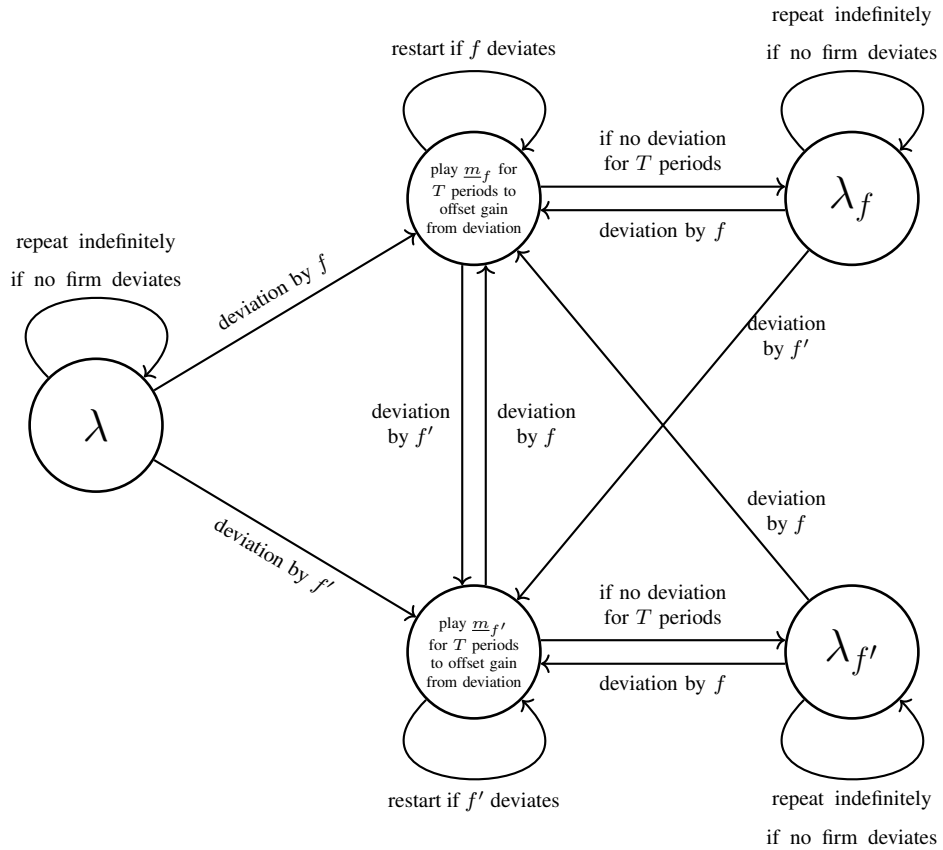 repeat indefinitely
if no firm deviates
restart if f deviates
repeat indefinitely
if no firm deviates
play m̲_f for
T periods to
offset gain
from deviation
if no deviation
for T periods
deviation by f
λ_f
deviation by f
λ
deviation by f'
deviation
by f'
deviation
by f
deviation
by f'
deviation
by f
play m̲_{f'}
for T periods
to offset gain
from deviation
if no deviation
for T periods
deviation by f
λ_{f'}
restart if f' deviates
repeat indefinitely
if no firm deviates